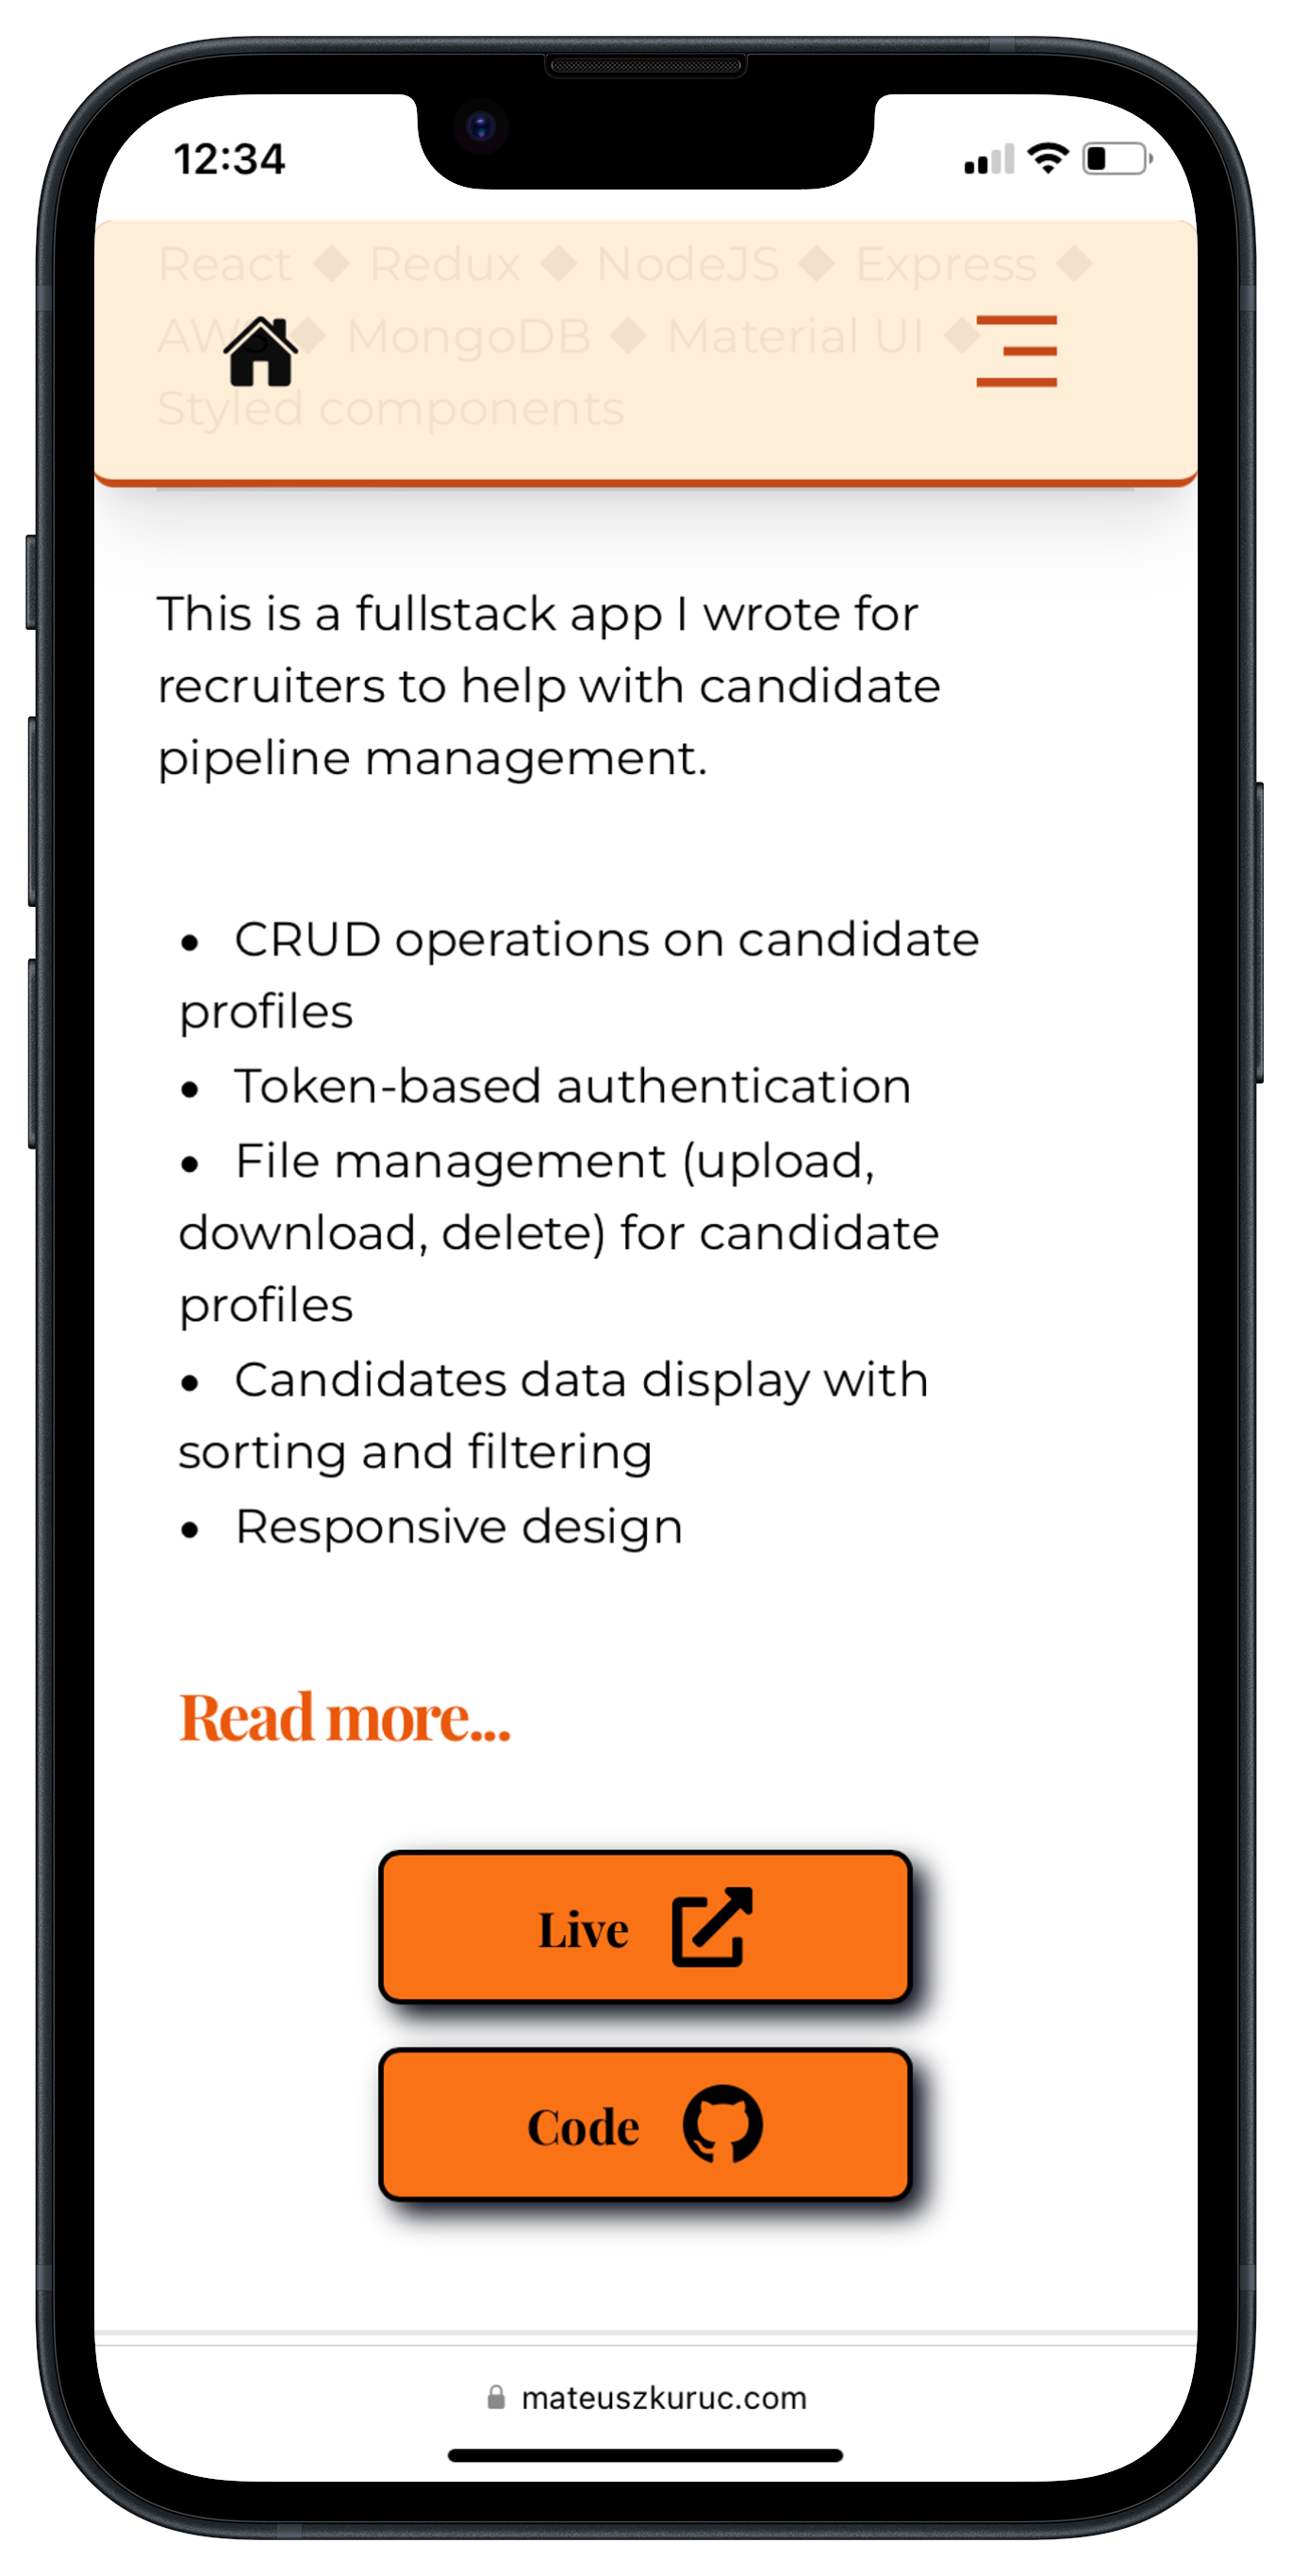 12:34
React ◆ Redux ◆ NodeJS ◆ Express ◆
AWS ◆ MongoDB ◆ Material UI ◆
Styled components
This is a fullstack app I wrote for
recruiters to help with candidate
pipeline management.
• CRUD operations on candidate
profiles
• Token-based authentication
• File management (upload,
download, delete) for candidate
profiles
• Candidates data display with
sorting and filtering
• Responsive design
Read more...
Live
Code
mateuszkuruc.com